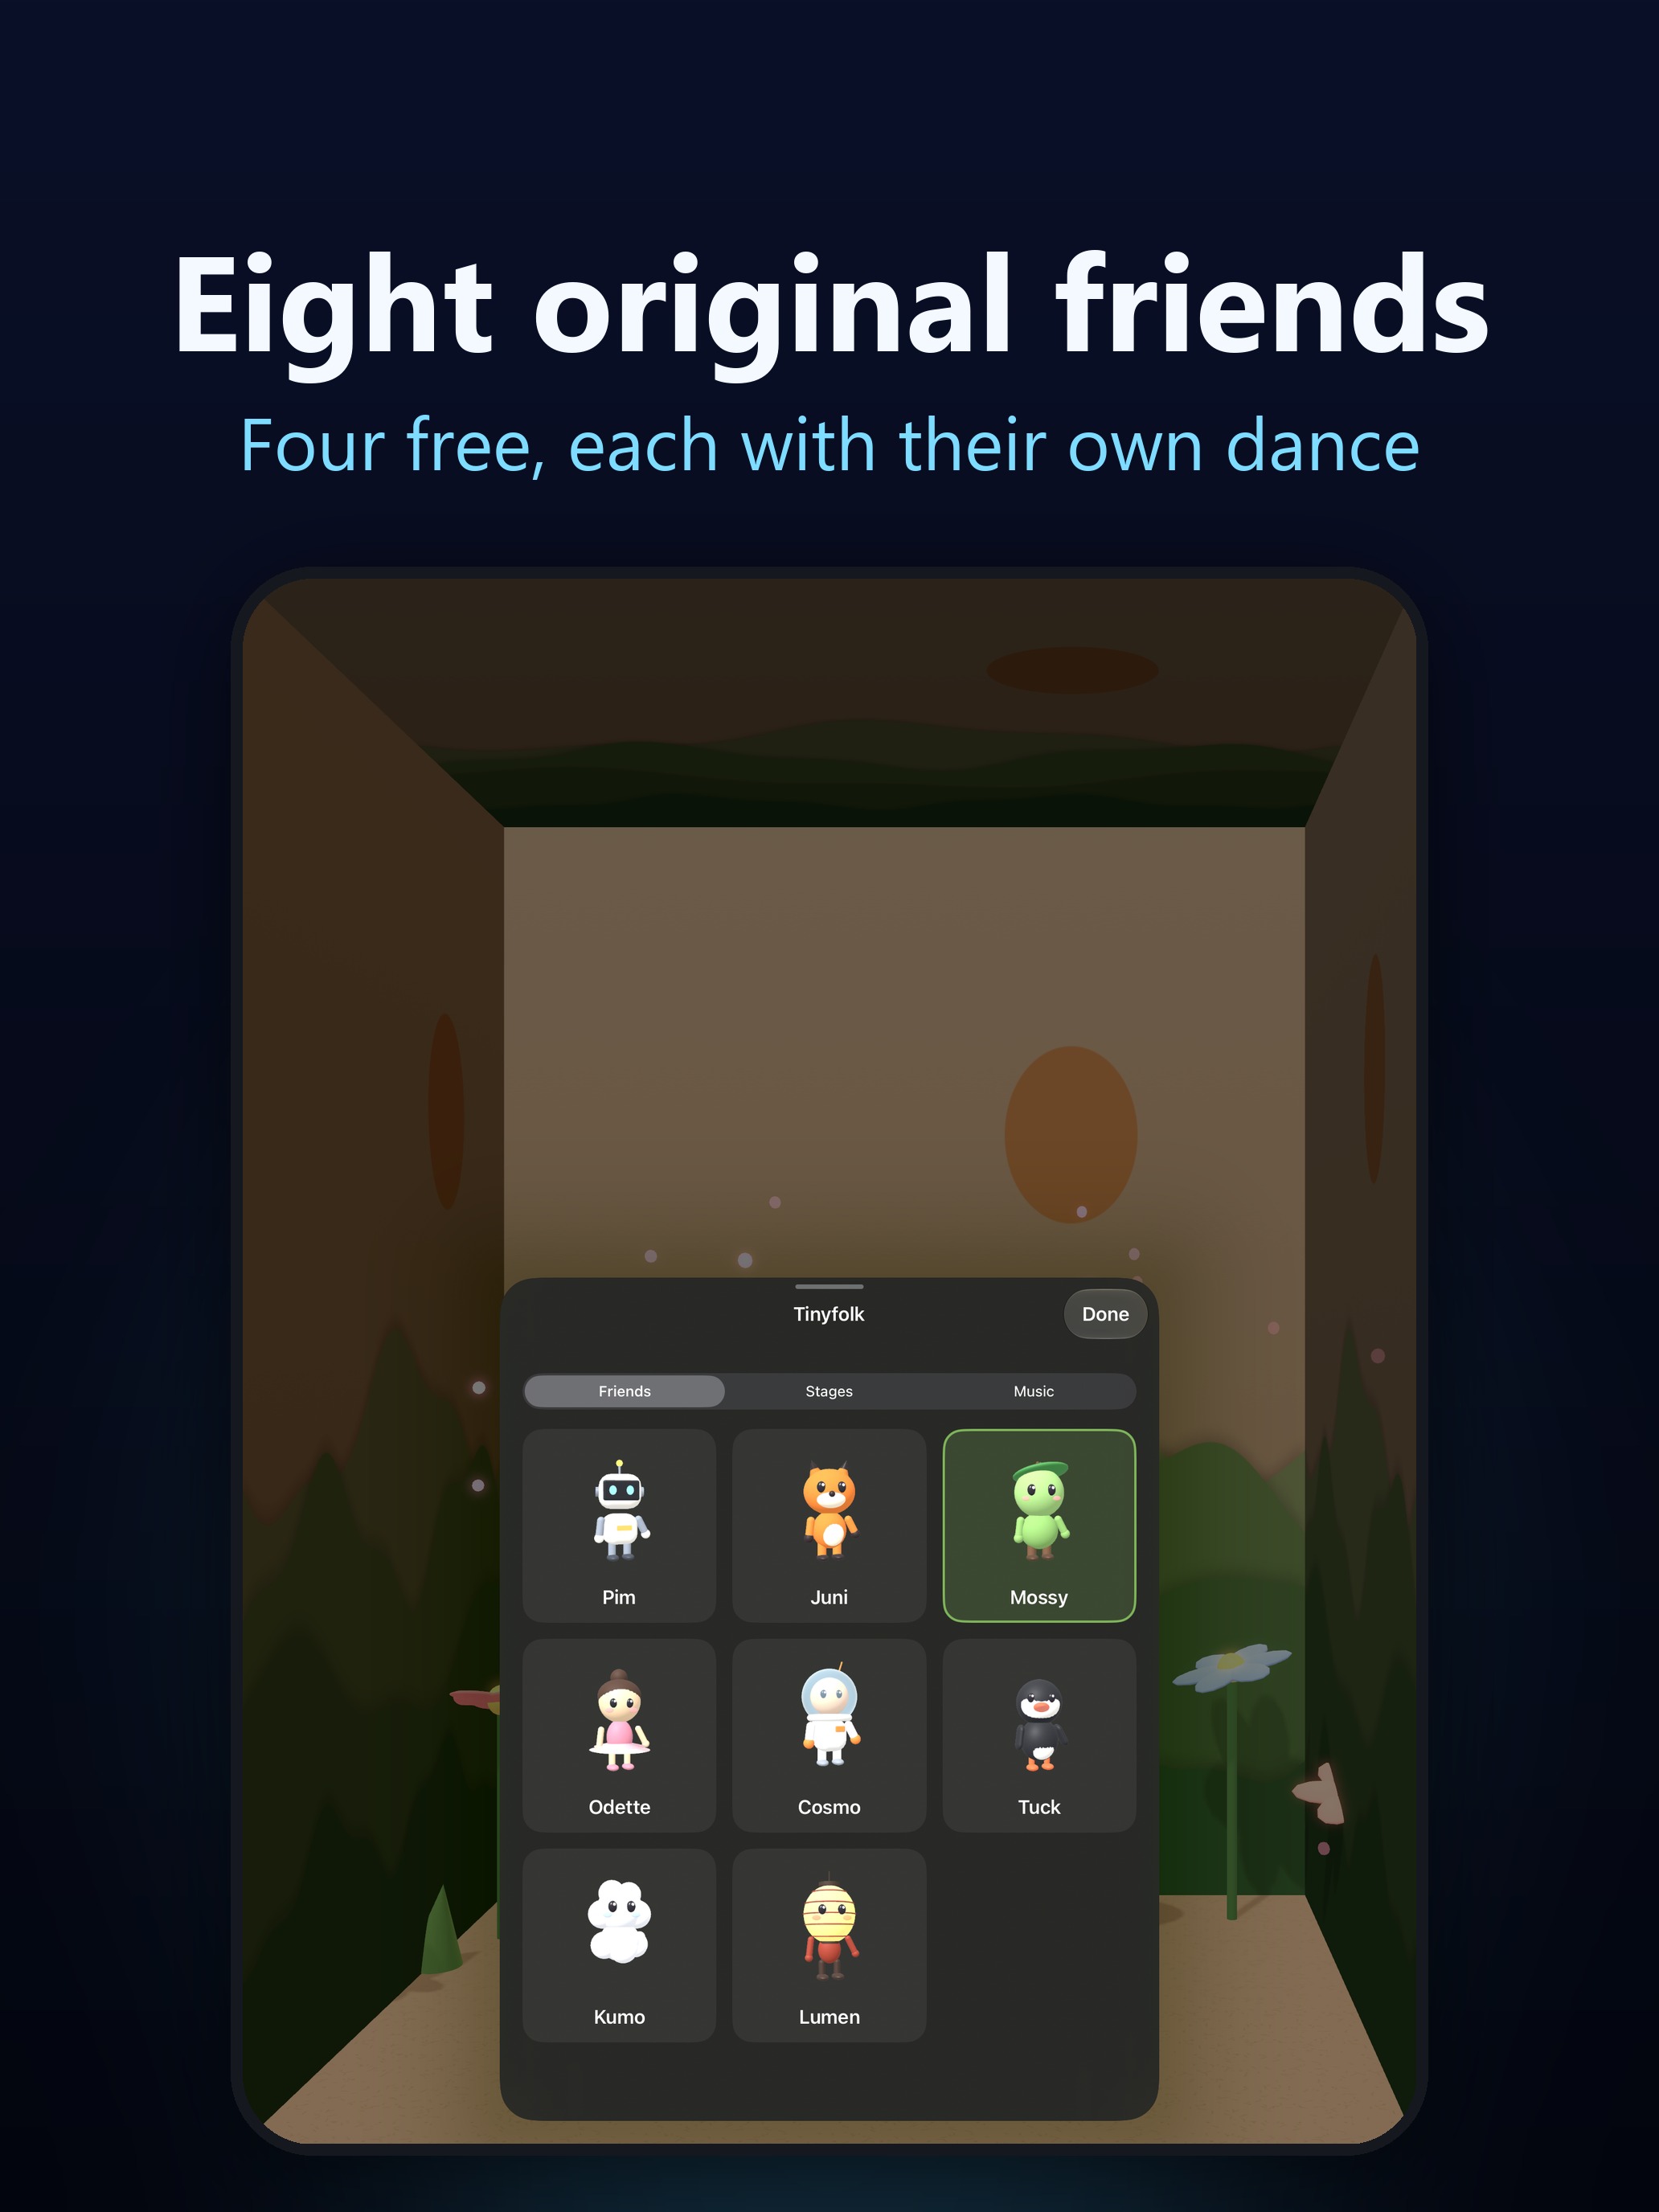 Eight original friends
Four free, each with their own dance
Tinyfolk
Done
Friends
Stages
Music
Pim
Juni
Mossy
Odette
Cosmo
Tuck
Kumo
Lumen